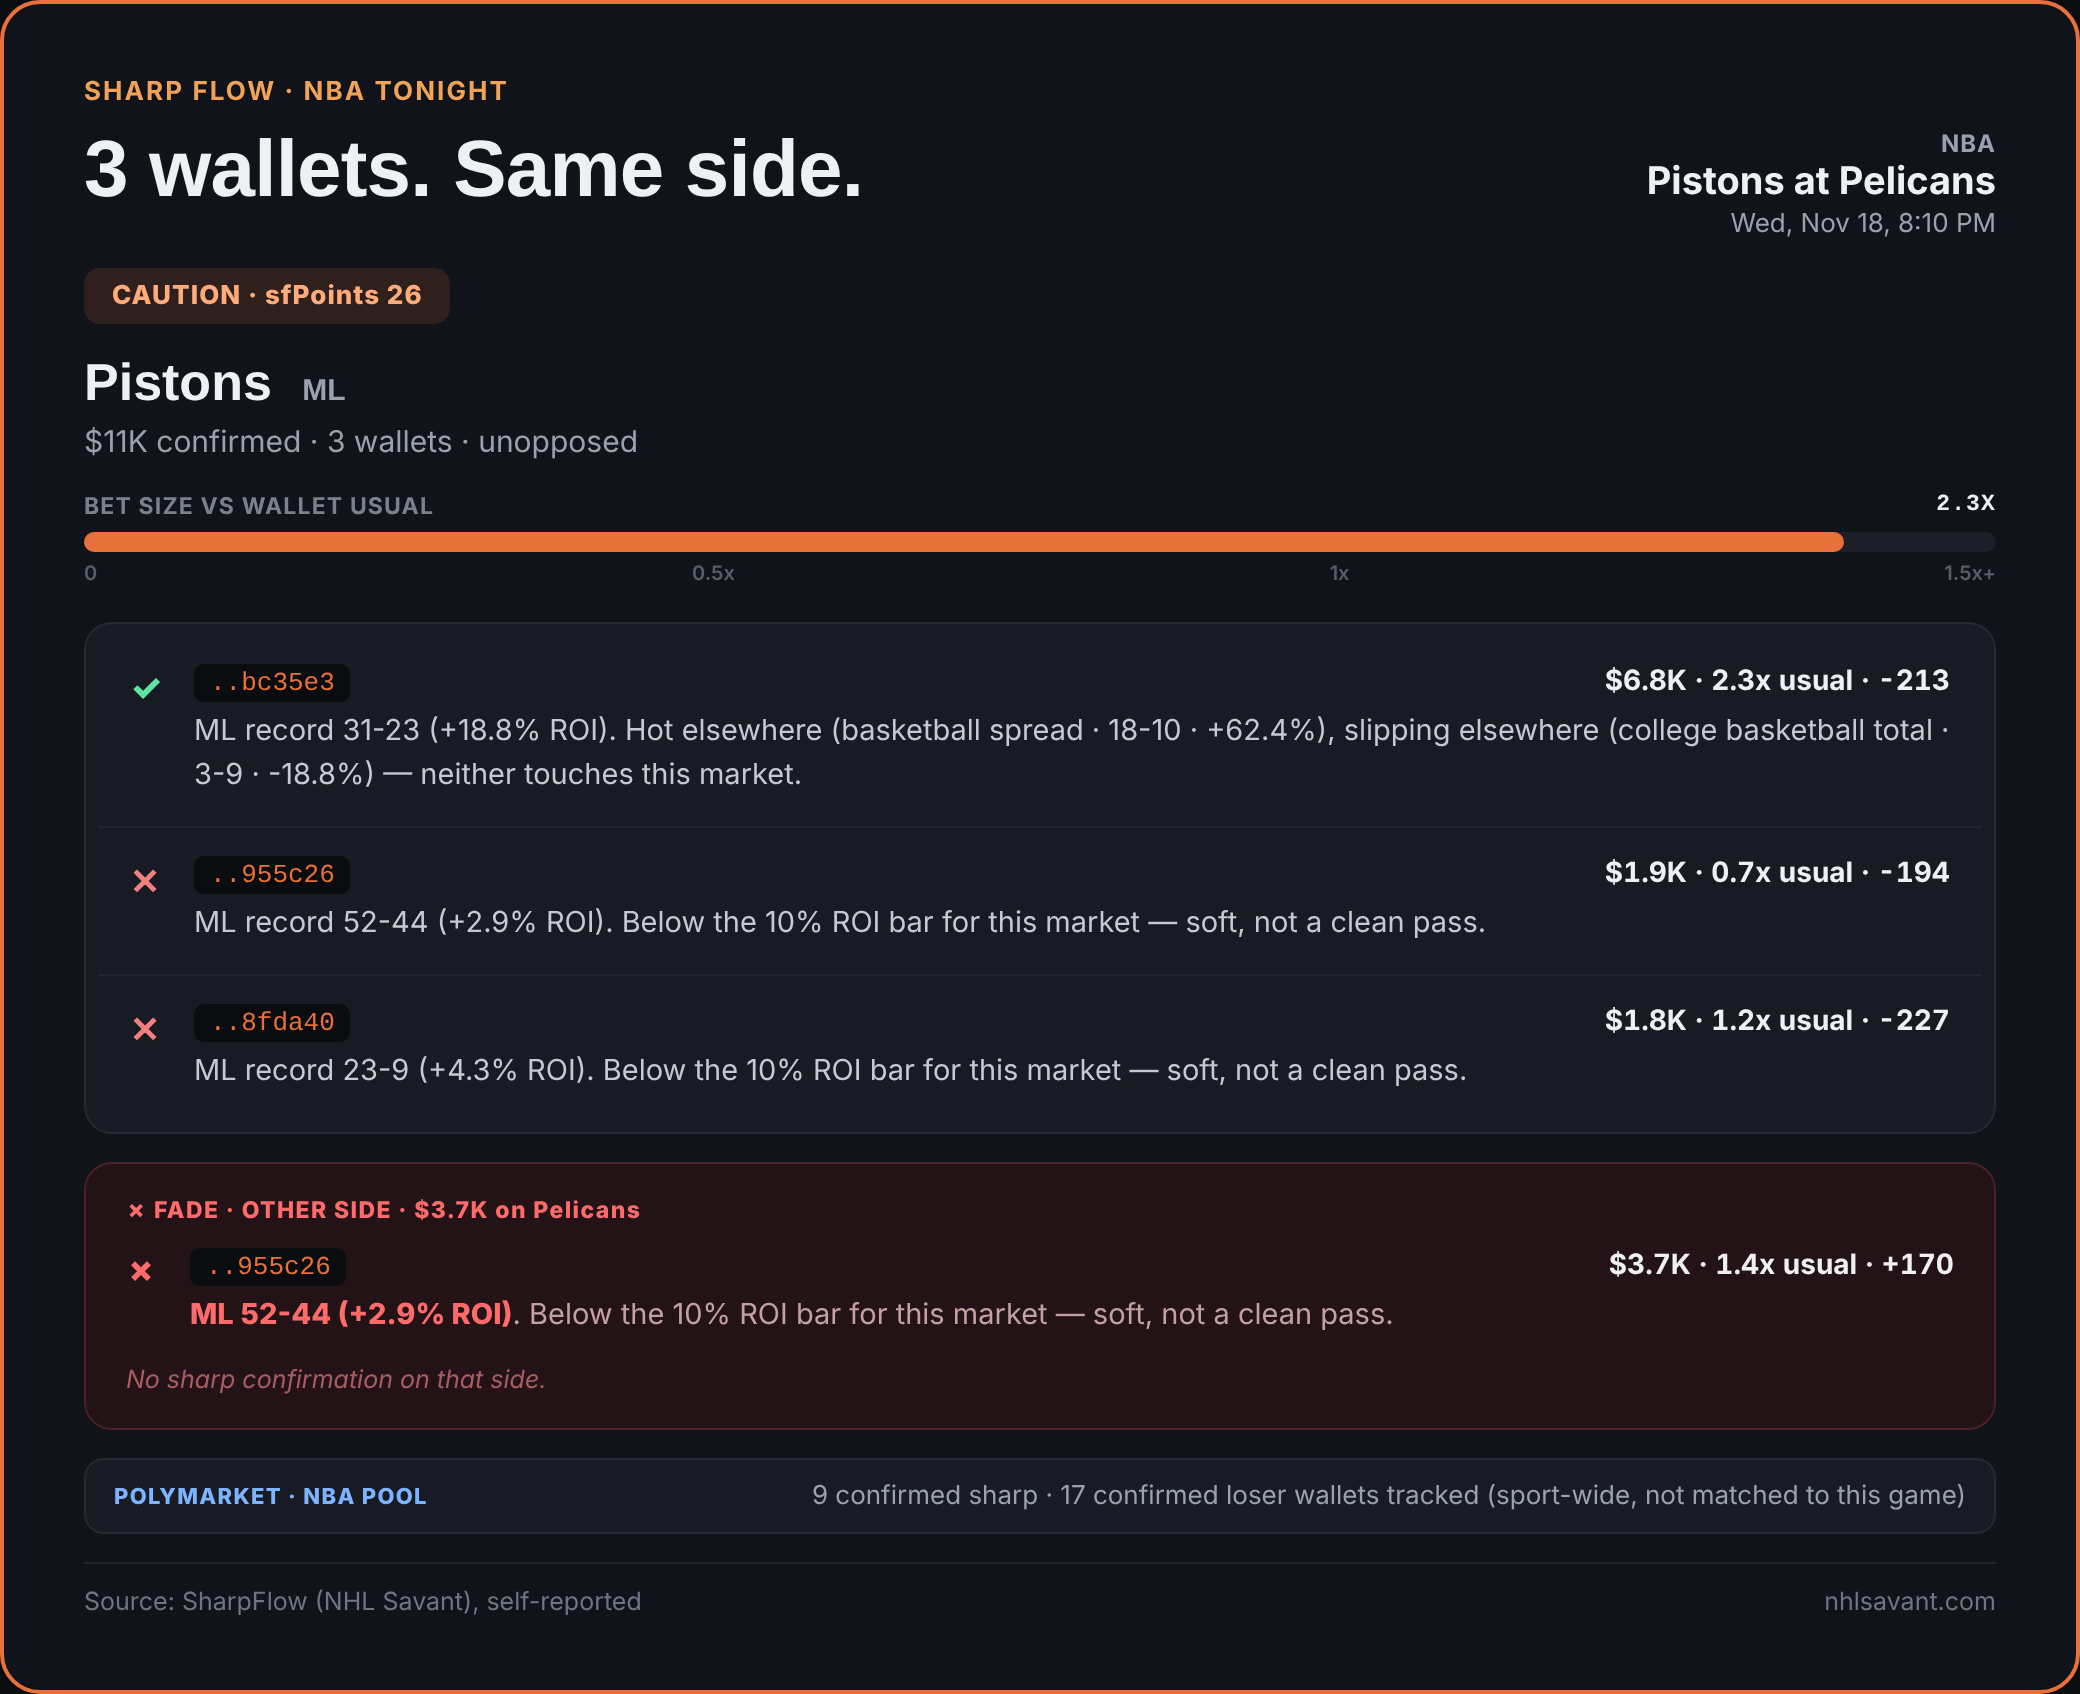 SHARP FLOW · NBA TONIGHT
3 wallets. Same side.
NBA
Pistons at Pelicans
Wed, Nov 18, 8:10 PM
CAUTION · sfPoints 26
Pistons ML
$11K confirmed · 3 wallets · unopposed
BET SIZE VS WALLET USUAL 2.3X
0 0.5x 1x 1.5x+
✓ ..bc35e3 $6.8K · 2.3x usual · -213
ML record 31-23 (+18.8% ROI). Hot elsewhere (basketball spread · 18-10 · +62.4%), slipping elsewhere (college basketball total ·
3-9 · -18.8%) — neither touches this market.
✕ ..955c26 $1.9K · 0.7x usual · -194
ML record 52-44 (+2.9% ROI). Below the 10% ROI bar for this market — soft, not a clean pass.
✕ ..8fda40 $1.8K · 1.2x usual · -227
ML record 23-9 (+4.3% ROI). Below the 10% ROI bar for this market — soft, not a clean pass.
× FADE · OTHER SIDE · $3.7K on Pelicans
× ..955c26 $3.7K · 1.4x usual · +170
ML 52-44 (+2.9% ROI). Below the 10% ROI bar for this market — soft, not a clean pass.
No sharp confirmation on that side.
POLYMARKET · NBA POOL 9 confirmed sharp · 17 confirmed loser wallets tracked (sport-wide, not matched to this game)
Source: SharpFlow (NHL Savant), self-reported nhlsavant.com